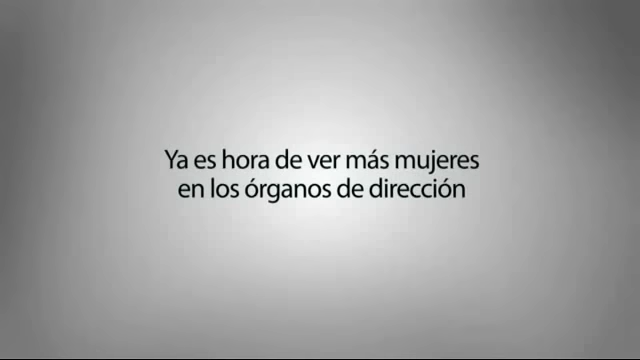 Ya es hora de ver más mujeres
en los órganos de dirección